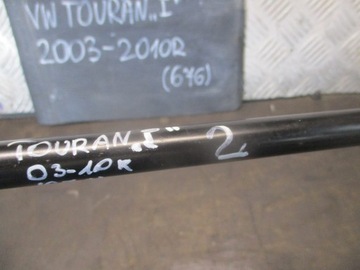 VW TOURAN„I"
2003-2010R
(676)
TOURAN„I" 2
03-10R